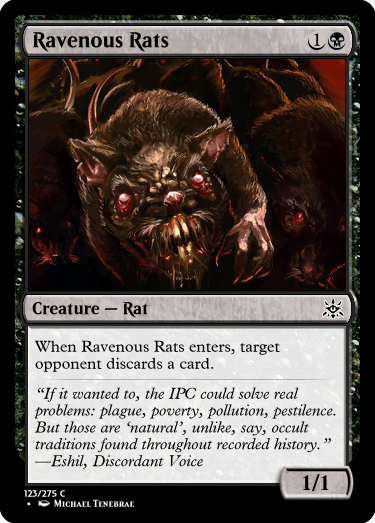 Ravenous Rats 1
Creature — Rat
When Ravenous Rats enters, target
opponent discards a card.
“If it wanted to, the IPC could solve real
problems: plague, poverty, pollution, pestilence.
But those are ‘natural’, unlike, say, occult
traditions found throughout recorded history.”
—Eshil, Discordant Voice
1/1
123/275 C
• Michael Tenebrae